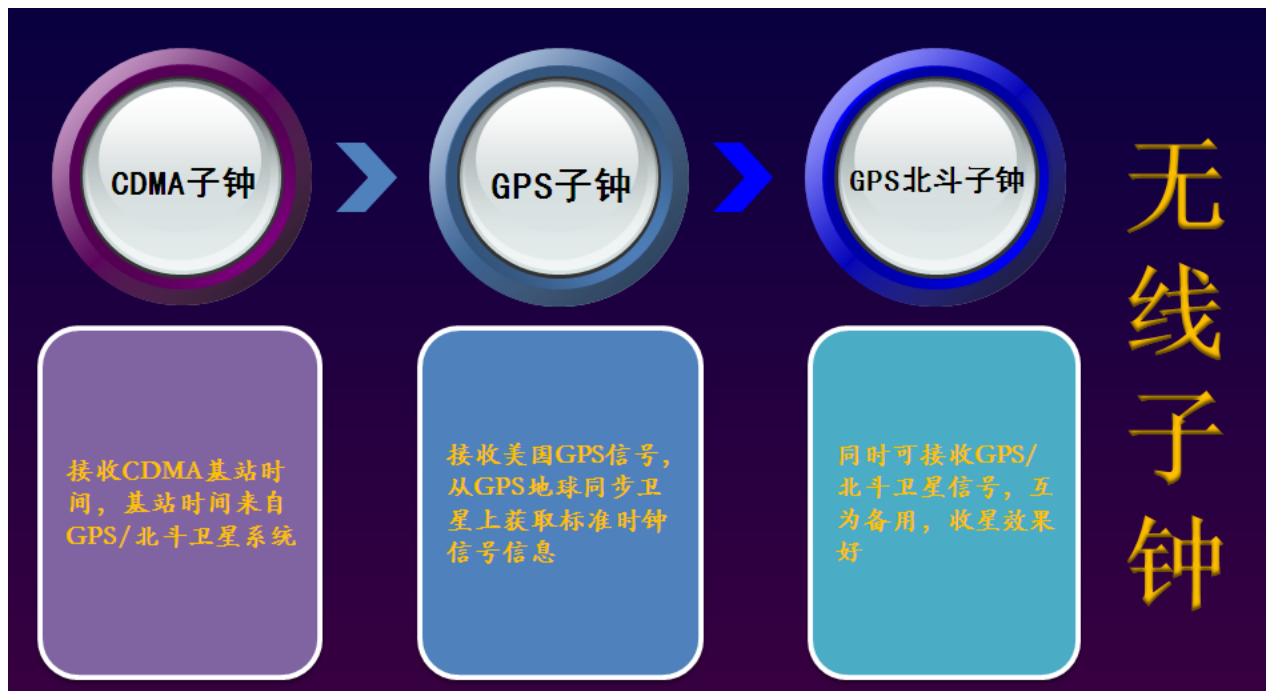 CDMA子钟
GPS子钟
GPS北斗子钟
接收CDMA基站时
间，基站时间来自
GPS/北斗卫星系统
接收美国GPS信号，
从GPS地球同步卫
星上获取标准时钟
信号信息
同时可接收GPS/
北斗卫星信号，互
为备用，收星效果
好
无线子钟